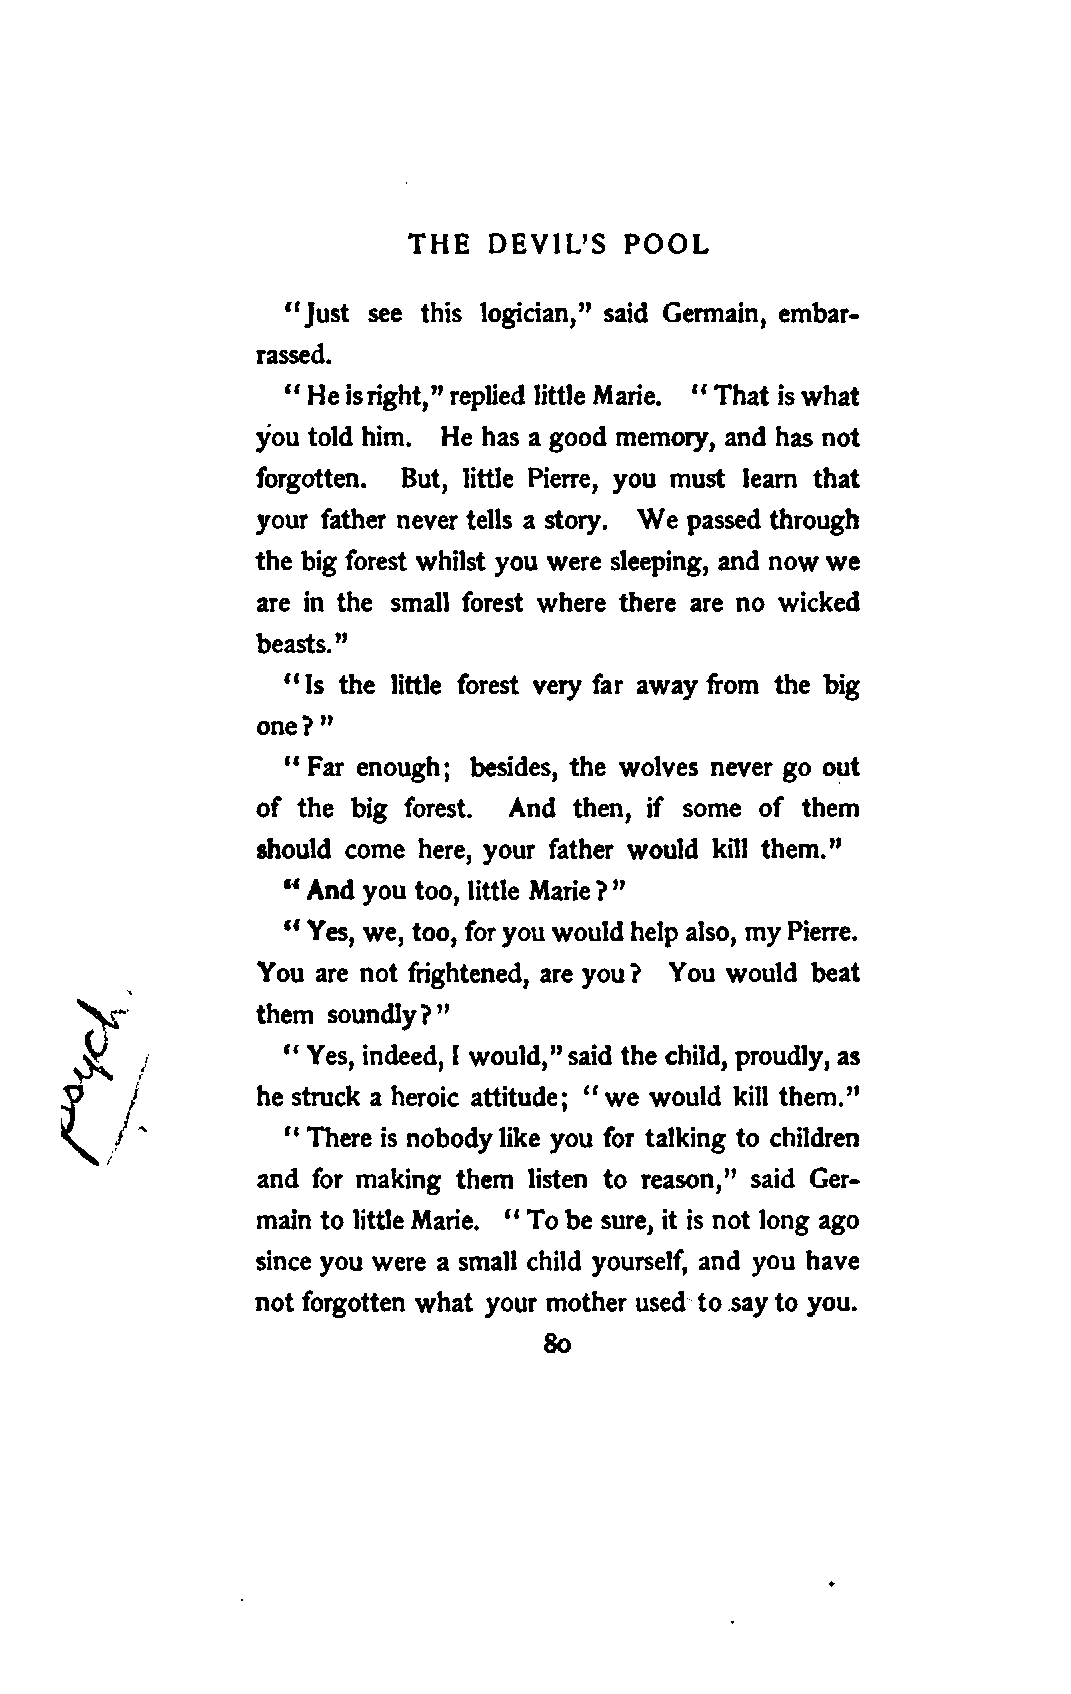 THE DEVIL'S POOL
"Just see this logician," said Germain, embar-
rassed.
"He is right," replied little Marie. "That is what
you told him. He has a good memory, and has not
forgotten. But, little Pierre, you must learn that
your father never tells a story. We passed through
the big forest whilst you were sleeping, and now we
are in the small forest where there are no wicked
beasts."
"Is the little forest very far away from the big
one?"
"Far enough; besides, the wolves never go out
of the big forest. And then, if some of them
should come here, your father would kill them."
"And you too, little Marie?"
"Yes, we, too, for you would help also, my Pierre.
You are not frightened, are you? You would beat
them soundly?"
"Yes, indeed, I would," said the child, proudly, as
he struck a heroic attitude; "we would kill them."
"There is nobody like you for talking to children
and for making them listen to reason," said Ger-
main to little Marie. "To be sure, it is not long ago
since you were a small child yourself, and you have
not forgotten what your mother used to say to you.
80
psych.